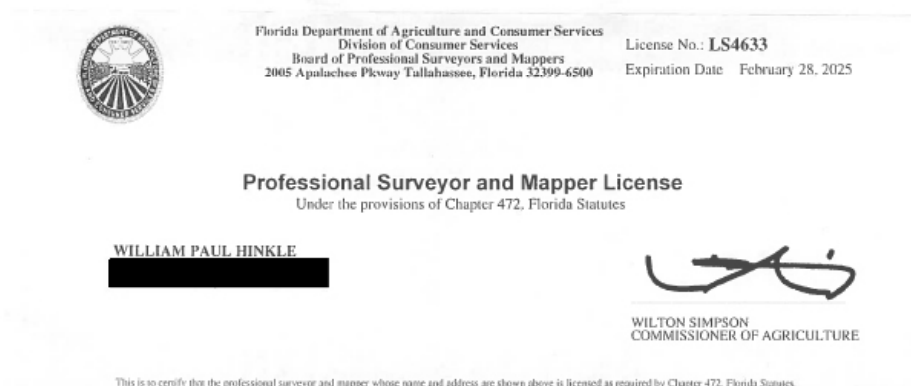 Florida Department of Agriculture and Consumer Services
Division of Consumer Services
Board of Professional Surveyors and Mappers
2005 Apalachee Pkway Tallahassee, Florida 32399-6500
License No.: LS4633
Expiration Date February 28, 2025
Professional Surveyor and Mapper License
Under the provisions of Chapter 472, Florida Statutes
WILLIAM PAUL HINKLE
WILTON SIMPSON
COMMISSIONER OF AGRICULTURE
This is to certify that the professional surveyor and mapper whose name and address are shown above is licensed as required by Chapter 472, Florida Statutes.